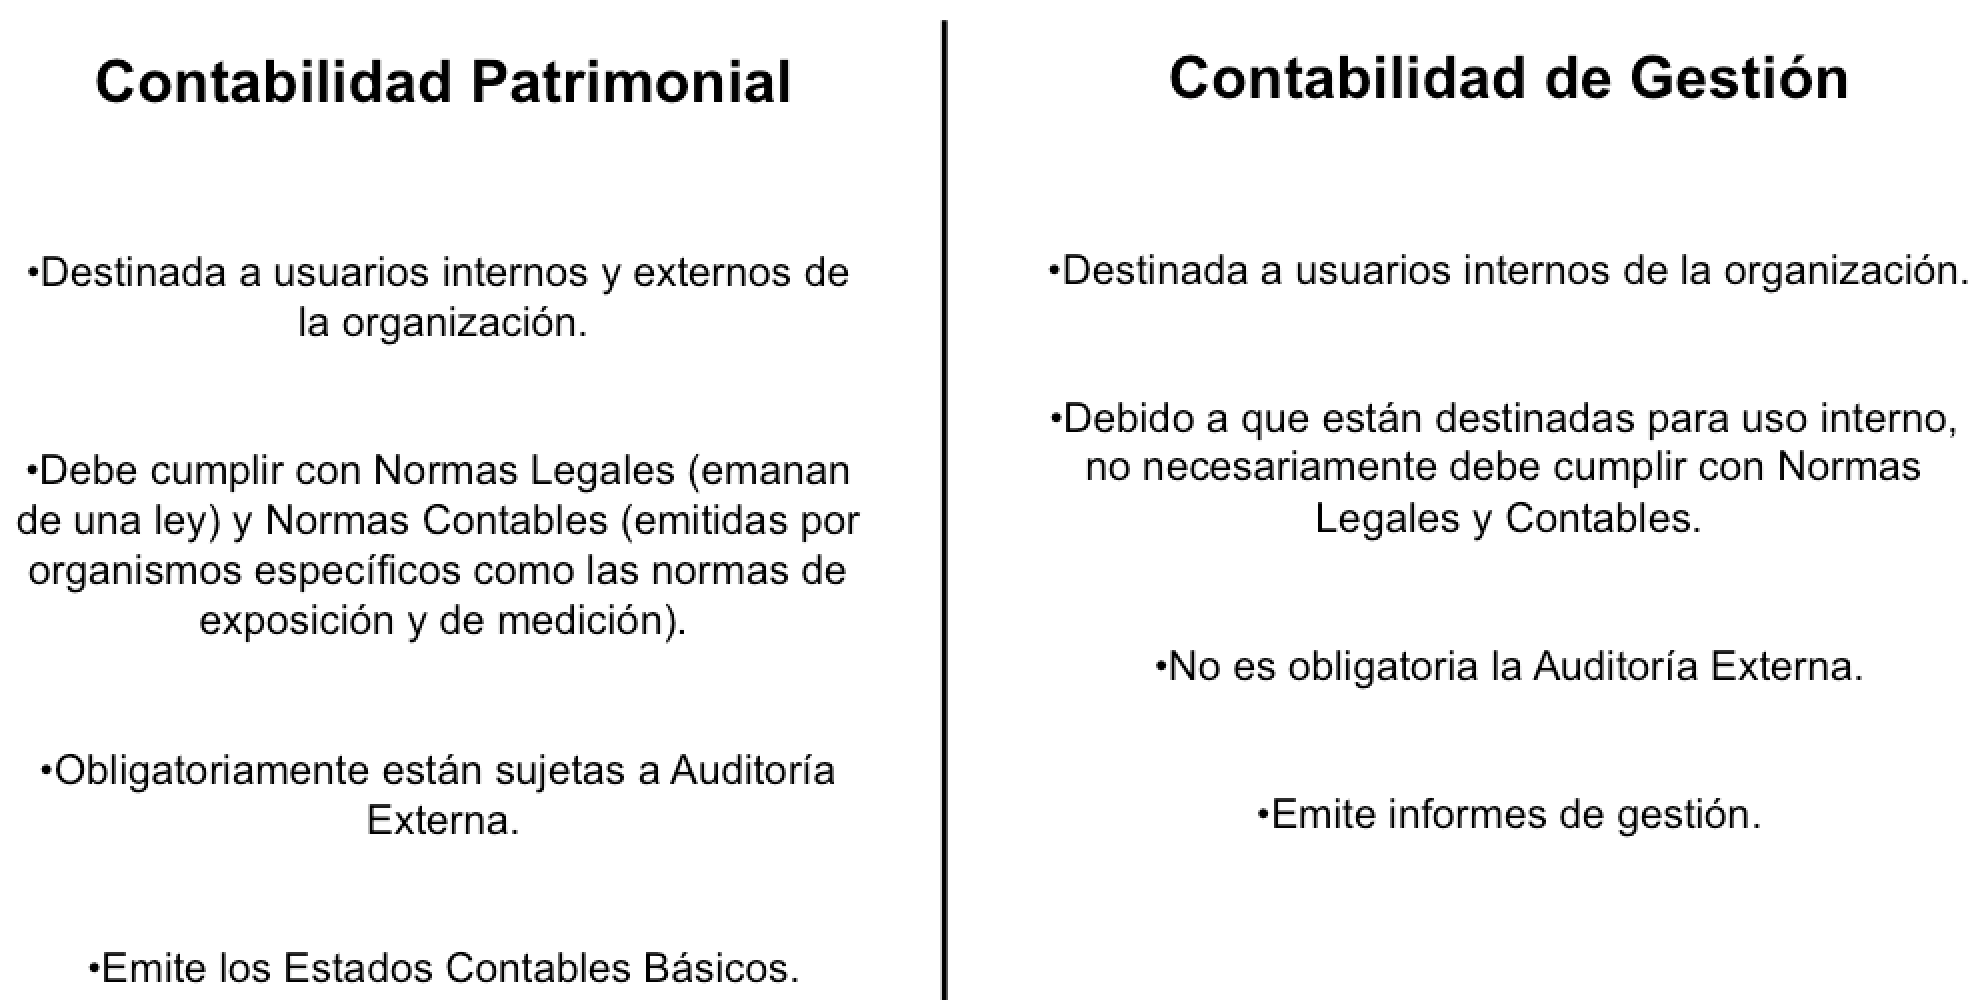 Contabilidad Patrimonial
•Destinada a usuarios internos y externos de
la organización.
•Debe cumplir con Normas Legales (emanan
de una ley) y Normas Contables (emitidas por
organismos específicos como las normas de
exposición y de medición).
•Obligatoriamente están sujetas a Auditoría
Externa.
•Emite los Estados Contables Básicos.
Contabilidad de Gestión
•Destinada a usuarios internos de la organización.
•Debido a que están destinadas para uso interno,
no necesariamente debe cumplir con Normas
Legales y Contables.
•No es obligatoria la Auditoría Externa.
•Emite informes de gestión.